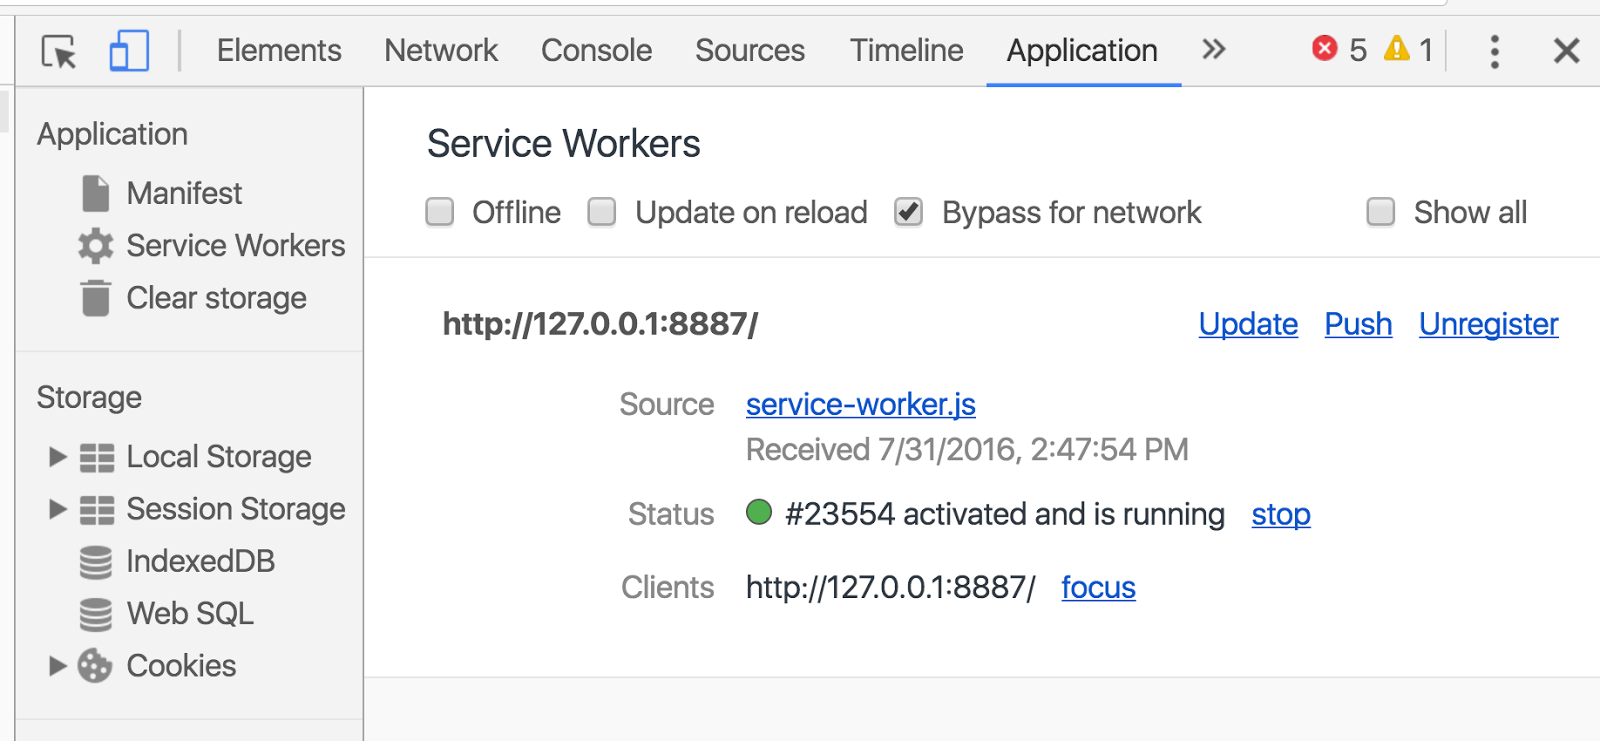 Elements Network Console Sources Timeline Application » 5 1
Application
Manifest
Service Workers
Clear storage
Storage
Local Storage
Session Storage
IndexedDB
Web SQL
Cookies
Service Workers
Offline Update on reload Bypass for network Show all
http://127.0.0.1:8887/ Update Push Unregister
Source service-worker.js
Received 7/31/2016, 2:47:54 PM
Status #23554 activated and is running stop
Clients http://127.0.0.1:8887/ focus